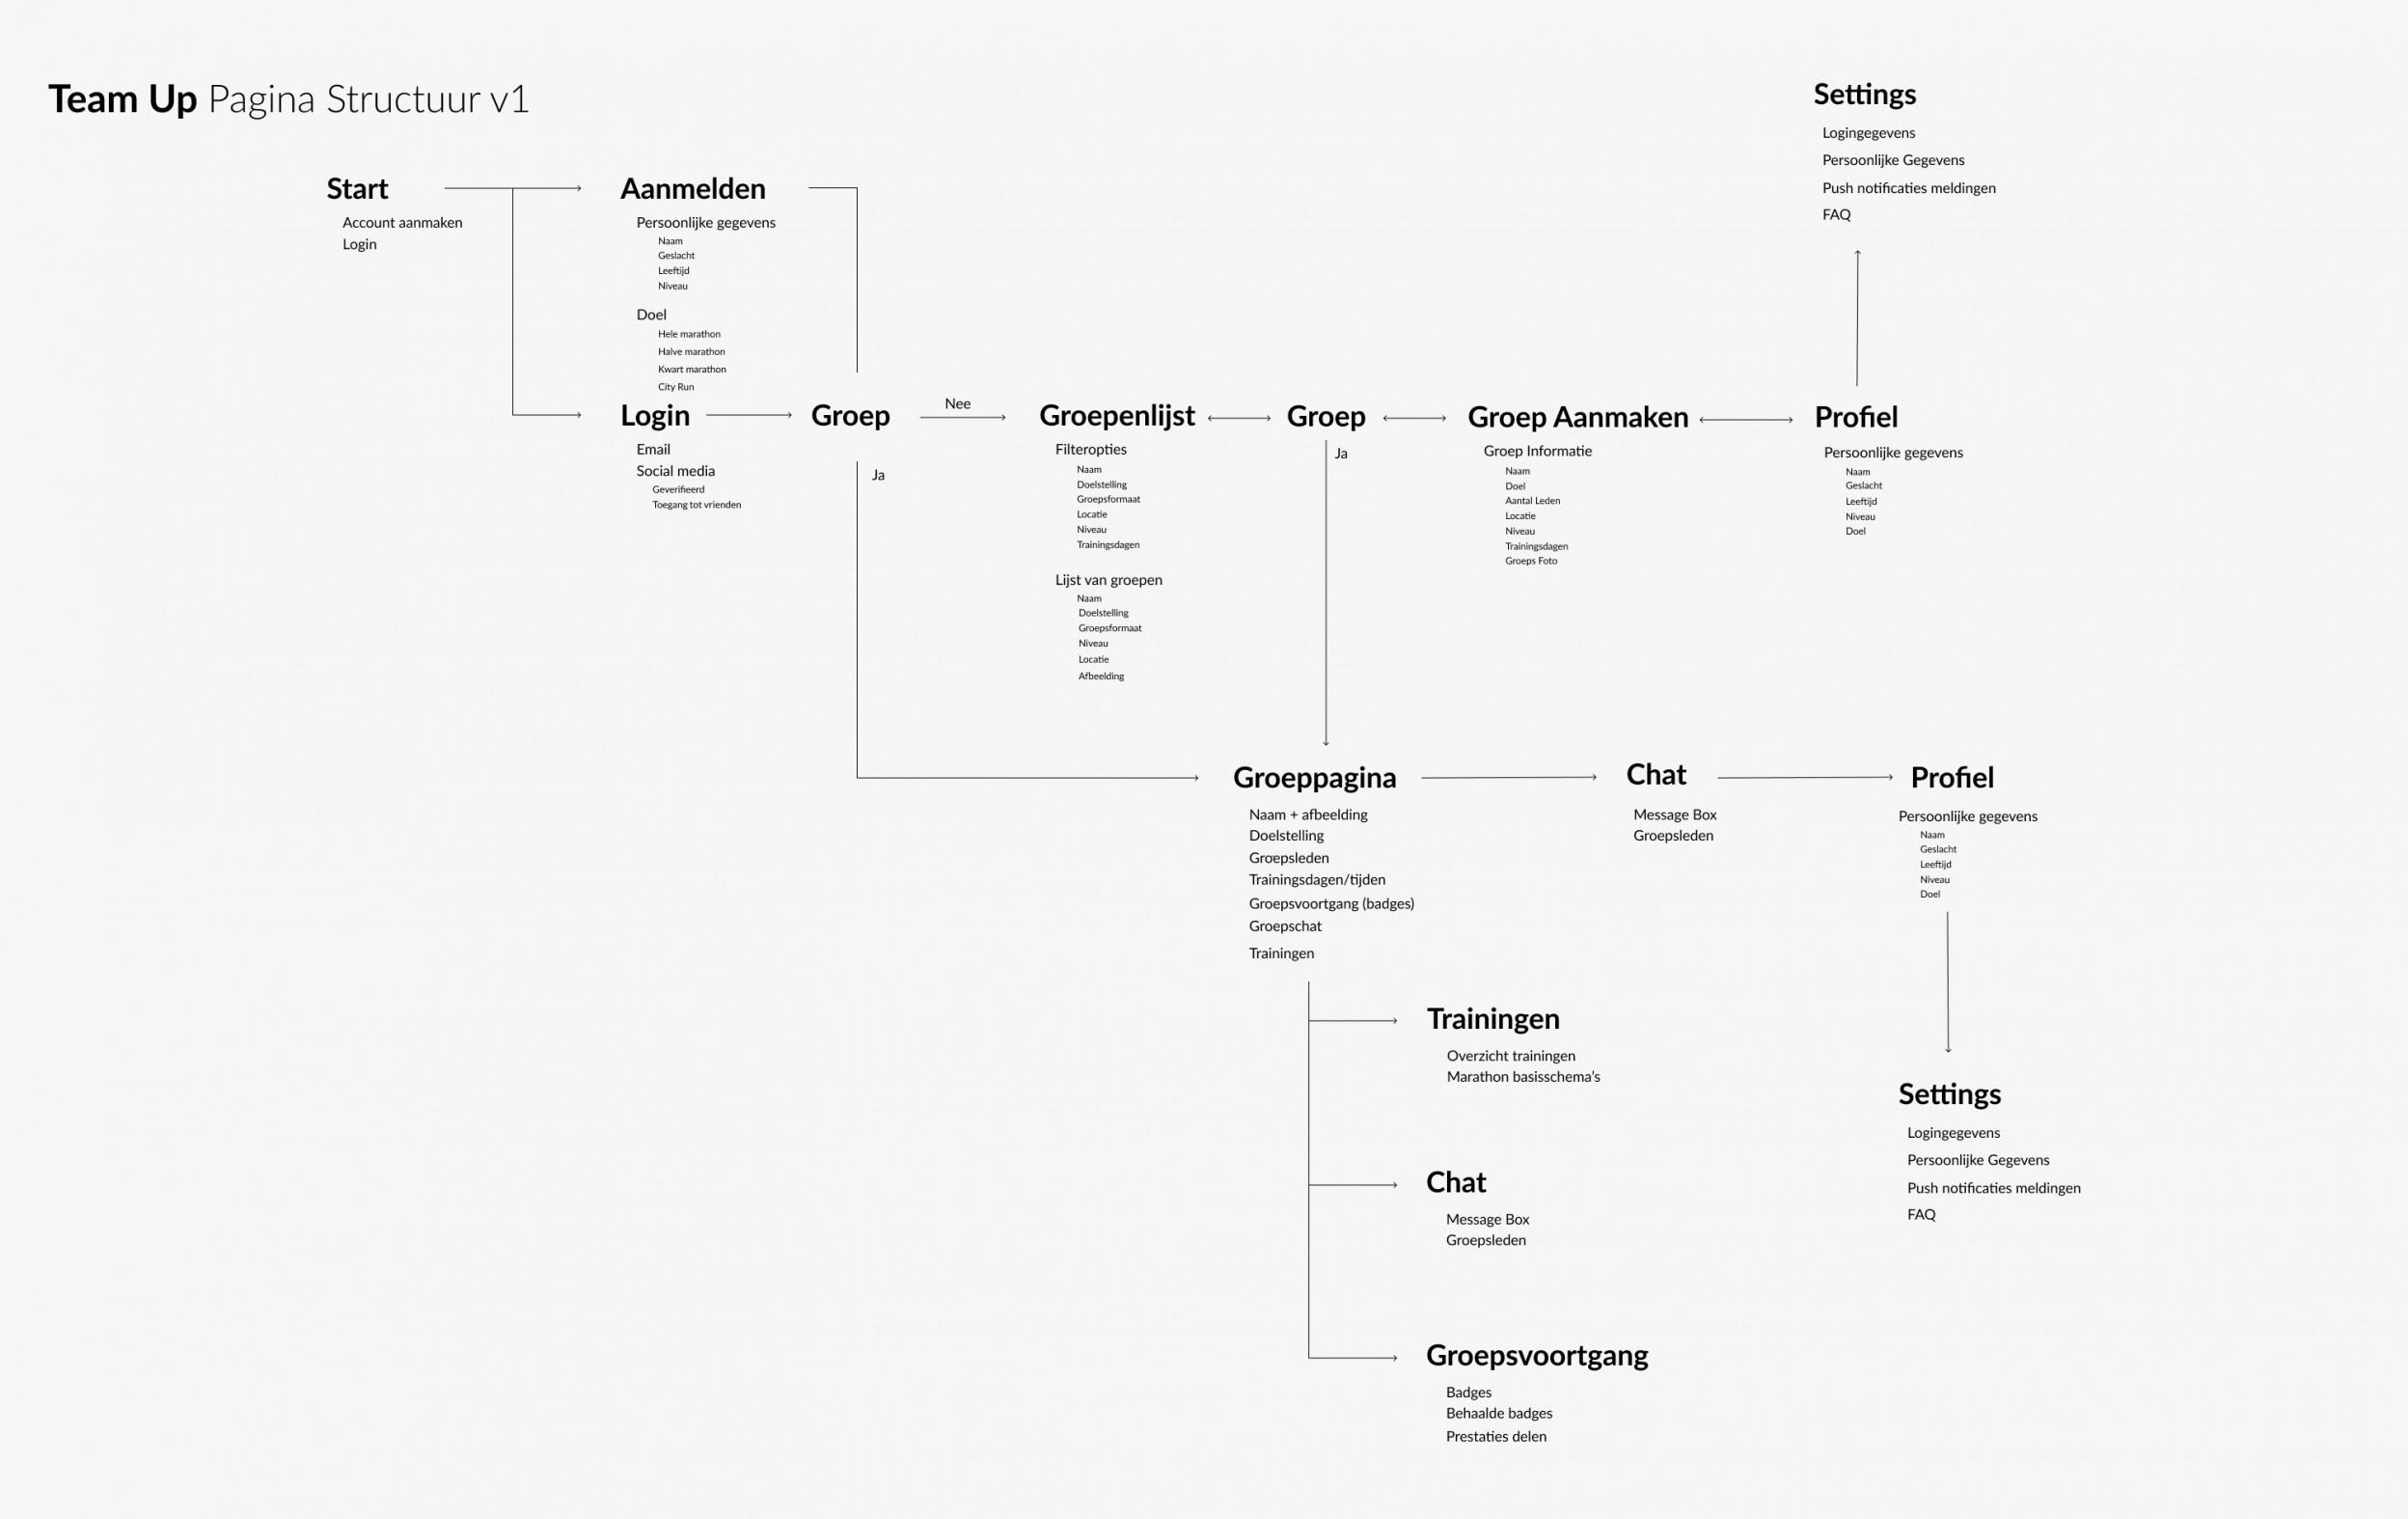 Team Up Pagina Structuur v1
Start
Account aanmaken
Login
Aanmelden
Persoonlijke gegevens
Naam
Geslacht
Leeftijd
Niveau
Doel
Hele marathon
Halve marathon
Kwart marathon
City Run
Login
Email
Social media
Geverifieerd
Toegang tot vrienden
Groep
Nee
Ja
Groepenlijst
Filteropties
Naam
Doelstelling
Groepsformaat
Locatie
Niveau
Trainingsdagen
Lijst van groepen
Naam
Doelstelling
Groepsformaat
Niveau
Locatie
Afbeelding
Groep
Ja
Groep Aanmaken
Groep Informatie
Naam
Doel
Aantal Leden
Locatie
Niveau
Trainingsdagen
Groeps Foto
Profiel
Persoonlijke gegevens
Naam
Geslacht
Leeftijd
Niveau
Doel
Settings
Logingegevens
Persoonlijke Gegevens
Push notificaties meldingen
FAQ
Groeppagina
Naam + afbeelding
Doelstelling
Groepsleden
Trainingsdagen/tijden
Groepsvoortgang (badges)
Groepschat
Trainingen
Chat
Message Box
Groepsleden
Profiel
Persoonlijke gegevens
Naam
Geslacht
Leeftijd
Niveau
Doel
Settings
Logingegevens
Persoonlijke Gegevens
Push notificaties meldingen
FAQ
Trainingen
Overzicht trainingen
Marathon basisschema's
Chat
Message Box
Groepsleden
Groepsvoortgang
Badges
Behaalde badges
Prestaties delen